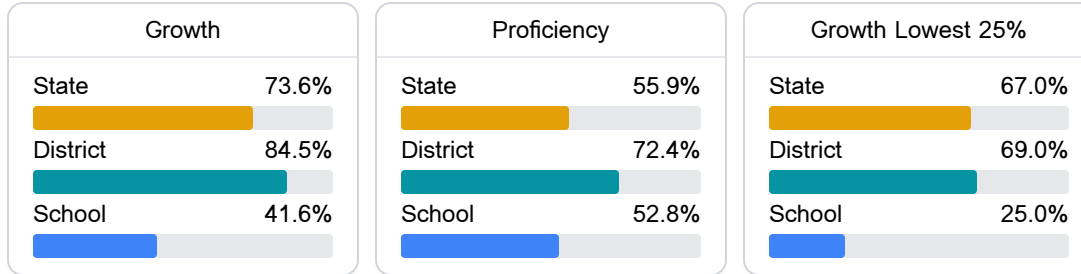 Growth
State 73.6%
District 84.5%
School 41.6%
Proficiency
State 55.9%
District 72.4%
School 52.8%
Growth Lowest 25%
State 67.0%
District 69.0%
School 25.0%